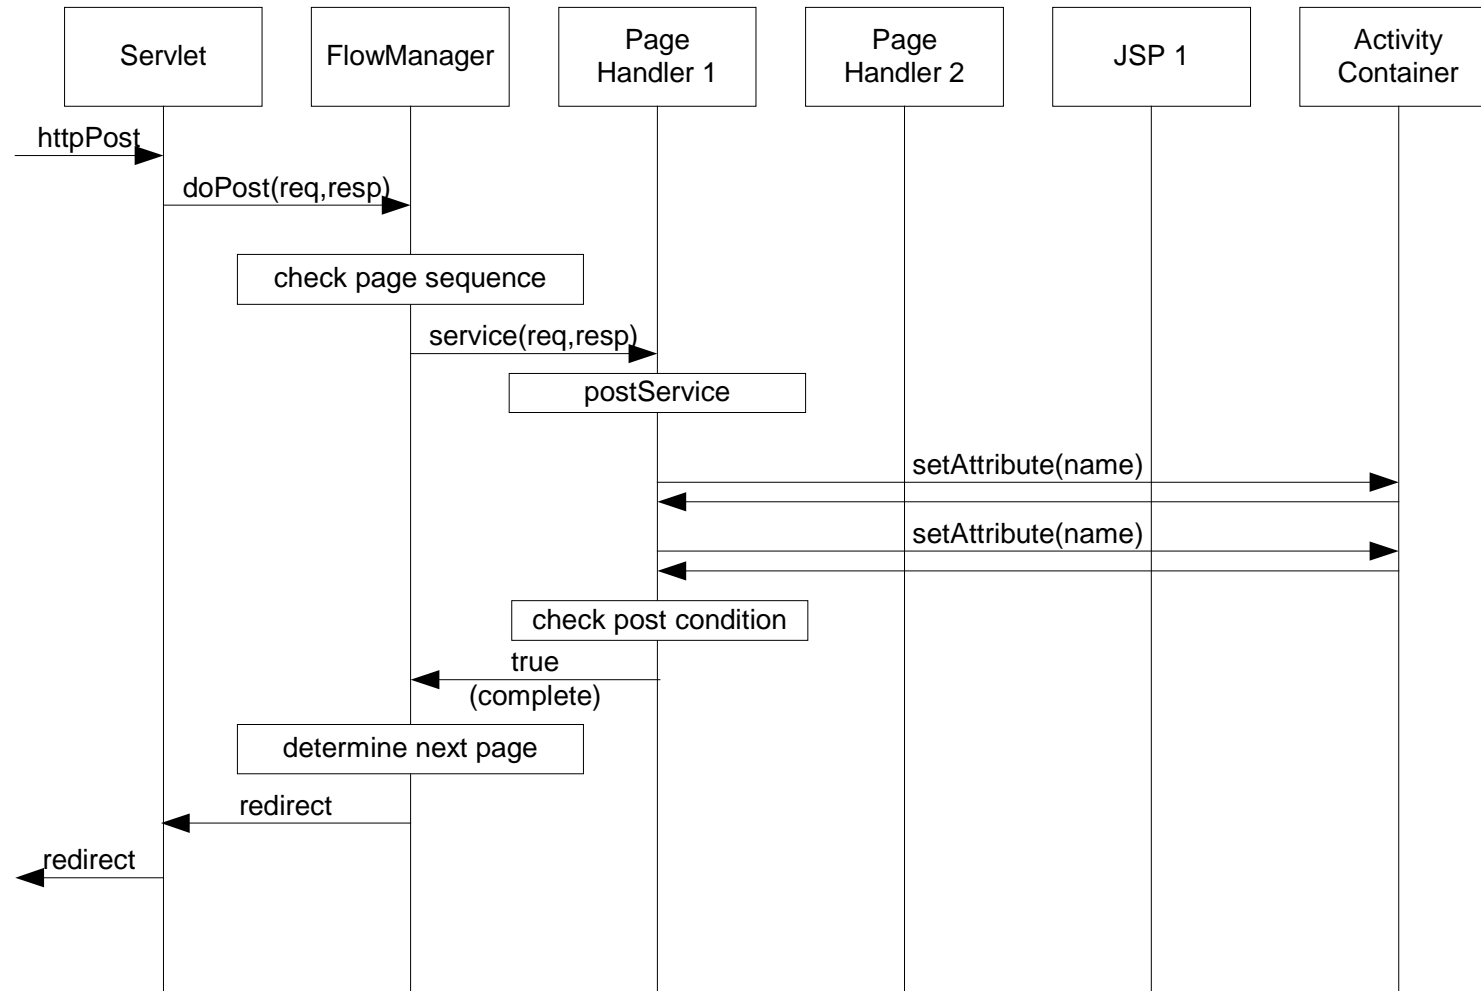 Servlet
FlowManager
Page
Handler 1
Page
Handler 2
JSP 1
Activity
Container
httpPost
doPost(req,resp)
check page sequence
service(req,resp)
postService
setAttribute(name)
setAttribute(name)
check post condition
true
(complete)
determine next page
redirect
redirect